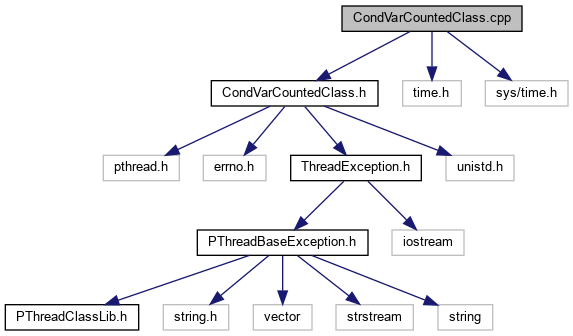 CondVarCountedClass.cpp
CondVarCountedClass.h
time.h
sys/time.h
pthread.h
errno.h
ThreadException.h
unistd.h
PThreadBaseException.h
iostream
PThreadClassLib.h
string.h
vector
strstream
string